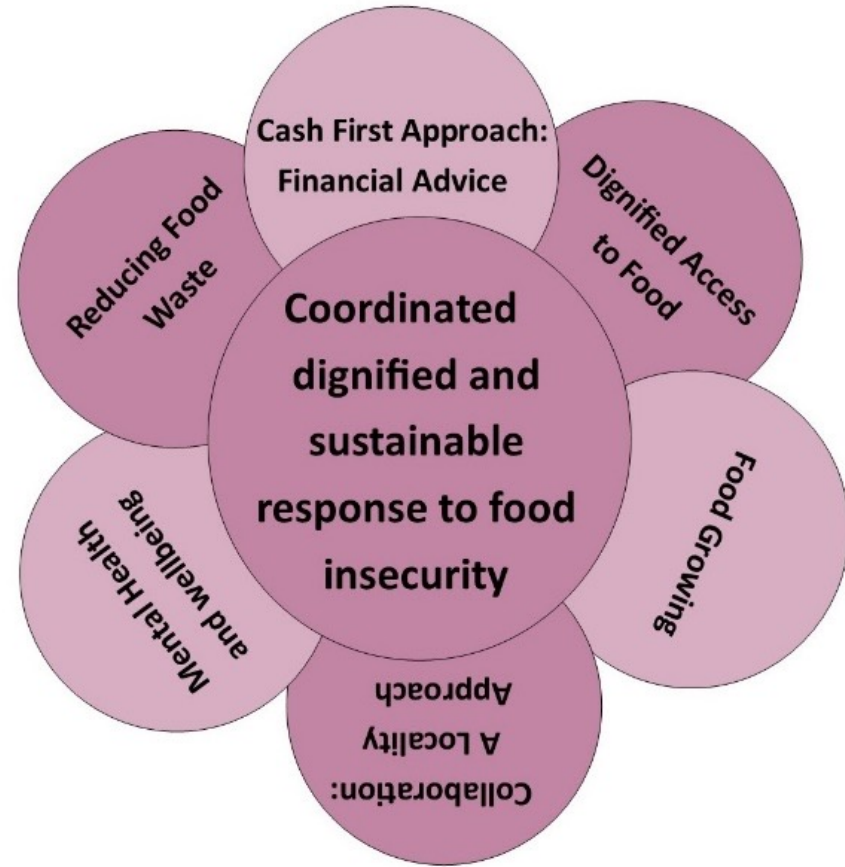 Cash First Approach:
Financial Advice
Dignified Access
to Food
Food Growing
Collaboration:
A Locality
Approach
Mental Health
and wellbeing
Reducing Food
Waste
Coordinated
dignified and
sustainable
response to food
insecurity